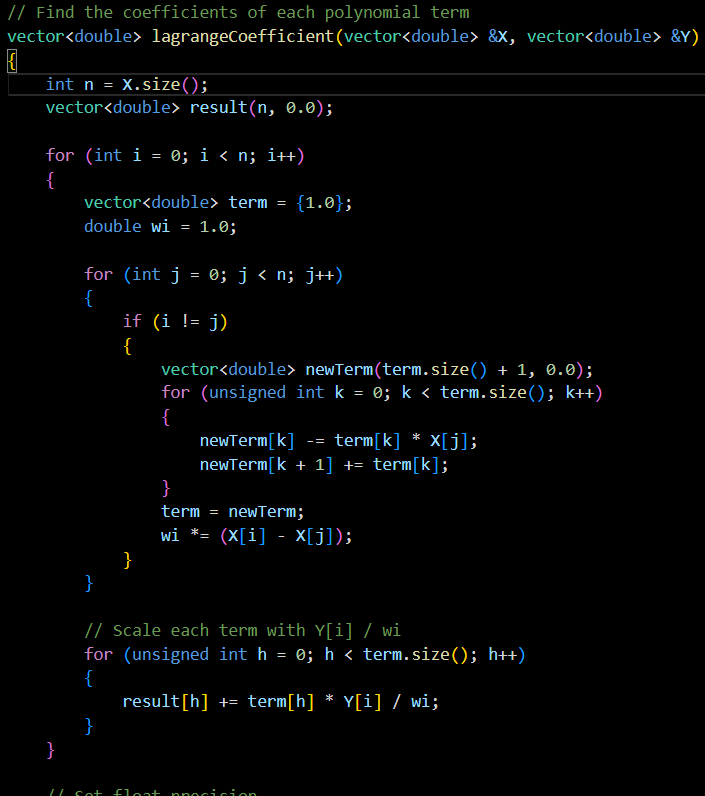 // Find the coefficients of each polynomial term
vector<double> lagrangeCoefficient(vector<double> &X, vector<double> &Y)
{
    int n = X.size();
    vector<double> result(n, 0.0);

    for (int i = 0; i < n; i++)
    {
        vector<double> term = {1.0};
        double wi = 1.0;

        for (int j = 0; j < n; j++)
        {
            if (i != j)
            {
                vector<double> newTerm(term.size() + 1, 0.0);
                for (unsigned int k = 0; k < term.size(); k++)
                {
                    newTerm[k] -= term[k] * X[j];
                    newTerm[k + 1] += term[k];
                }
                term = newTerm;
                wi *= (X[i] - X[j]);
            }
        }

        // Scale each term with Y[i] / wi
        for (unsigned int h = 0; h < term.size(); h++)
        {
            result[h] += term[h] * Y[i] / wi;
        }
    }

    // Set float precision